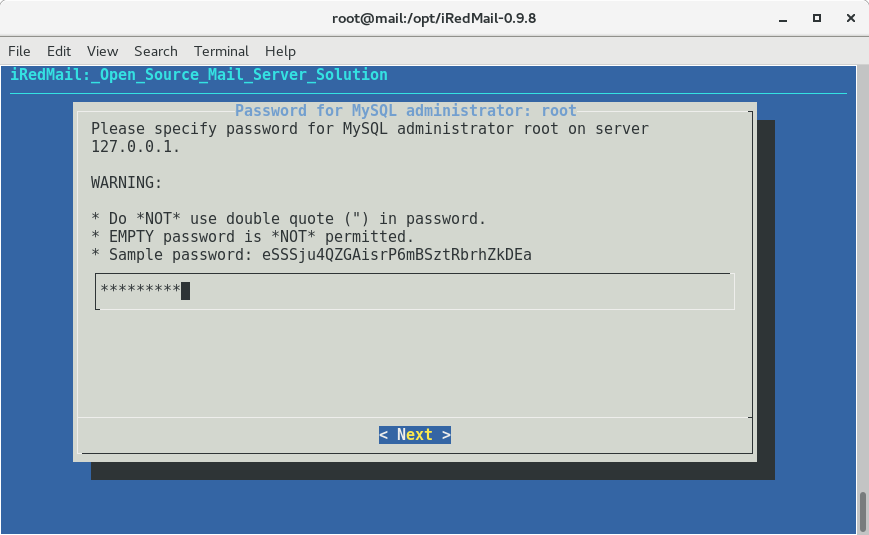 root@mail:/opt/iRedMail-0.9.8
File Edit View Search Terminal Help
iRedMail:_Open_Source_Mail_Server_Solution
Password for MySQL administrator: root
Please specify password for MySQL administrator root on server
127.0.0.1.
WARNING:
* Do *NOT* use double quote (") in password.
* EMPTY password is *NOT* permitted.
* Sample password: eSSSju4QZGAisrP6mBSztRbrhZkDEa
*********
< Next >